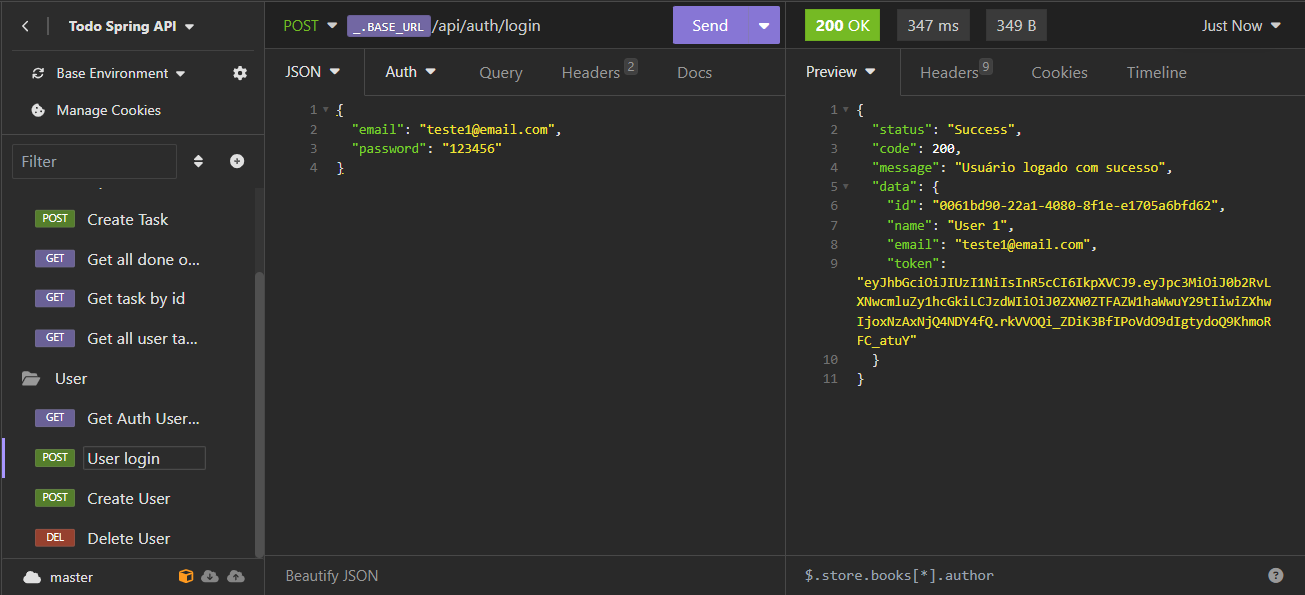 Todo Spring API
Base Environment
Manage Cookies
Filter
POST Create Task
GET Get all done o...
GET Get task by id
GET Get all user ta...
User
GET Get Auth User...
POST User login
POST Create User
DEL Delete User
master
POST _.BASE_URL /api/auth/login Send
JSON Auth Query Headers 2 Docs
1 {
2 "email": "teste1@email.com",
3 "password": "123456"
4 }
Beautify JSON
200 OK 347 ms 349 B Just Now
Preview Headers 9 Cookies Timeline
1 {
2 "status": "Success",
3 "code": 200,
4 "message": "Usuário logado com sucesso",
5 "data": {
6 "id": "0061bd90-22a1-4080-8f1e-e1705a6bfd62",
7 "name": "User 1",
8 "email": "teste1@email.com",
9 "token":
"eyJhbGciOiJIUzI1NiIsInR5cCI6IkpXVCJ9.eyJpc3MiOiJ0b2RvL
XNwcmluZy1hcGkiLCJzdWIiOiJ0ZXN0ZTFAZW1haWwuY29tIiwiZXhw
IjoxNzAxNjQ4NDY4fQ.rkVVOQi_ZDiK3BfIPoVdO9dIgtydoQ9KhmoR
FC_atuY"
10 }
11 }
$.store.books[*].author